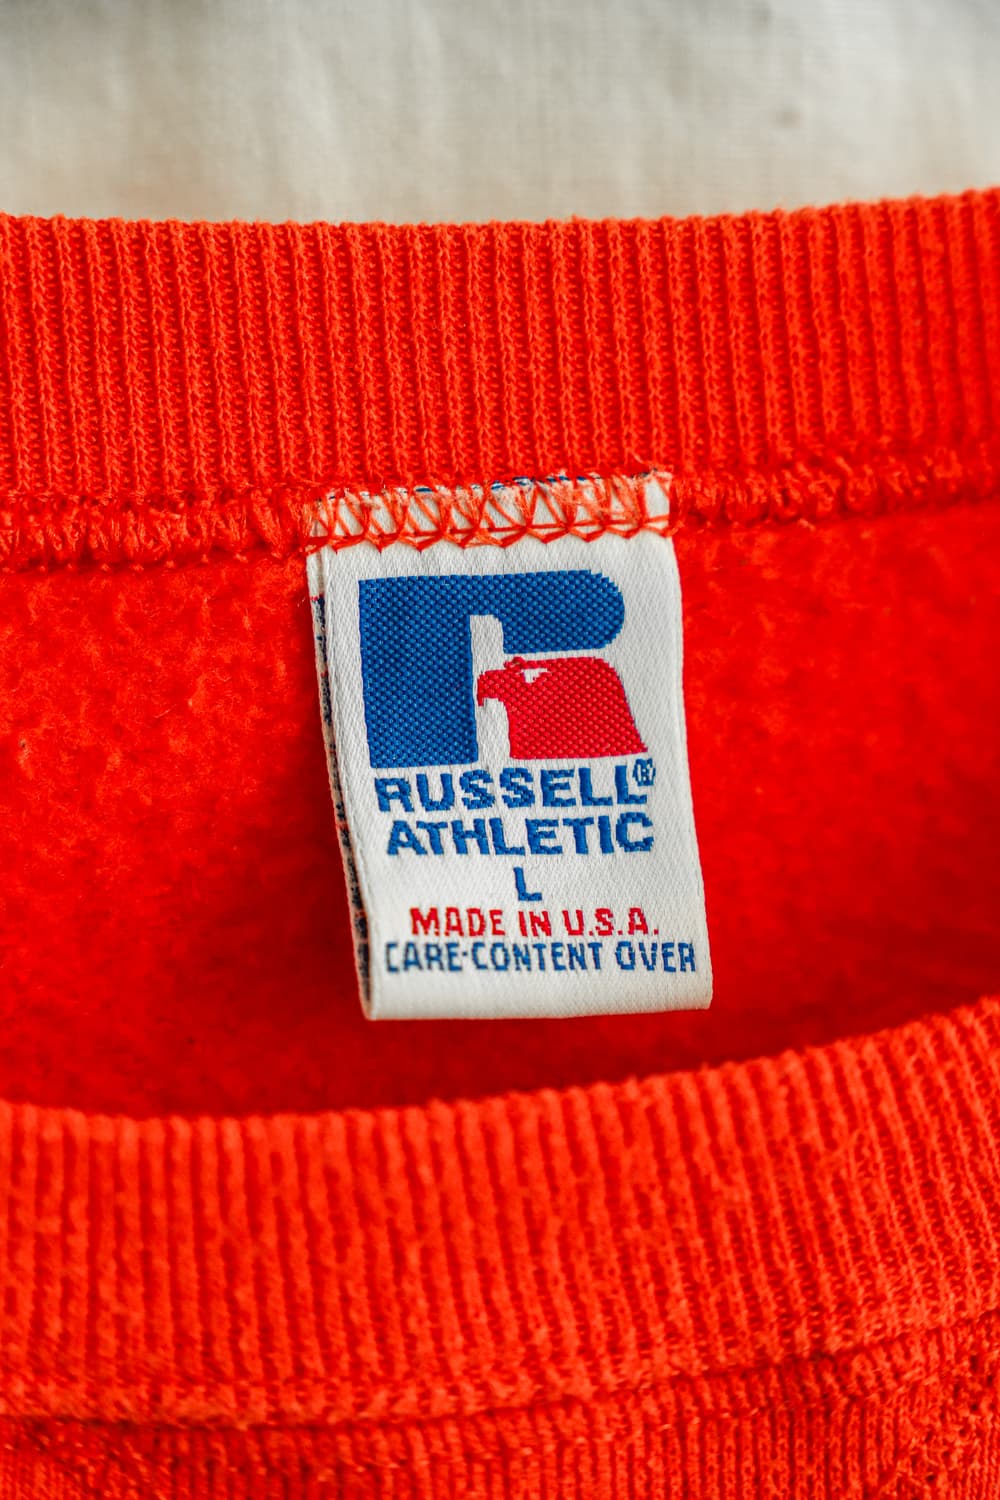 RUSSELL®
ATHLETIC
L
MADE IN U.S.A.
CARE-CONTENT OVER